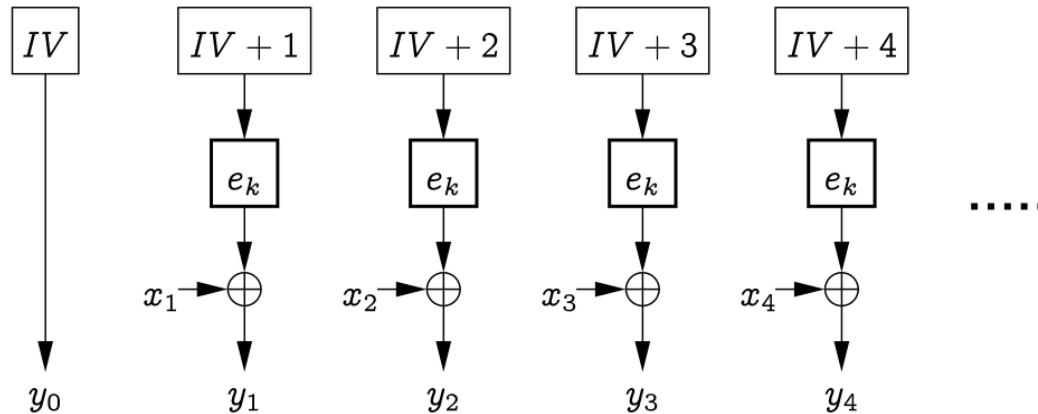 IV IV + 1 IV + 2 IV + 3 IV + 4
e_k e_k e_k e_k
.....
x_1 x_2 x_3 x_4
y_0 y_1 y_2 y_3 y_4